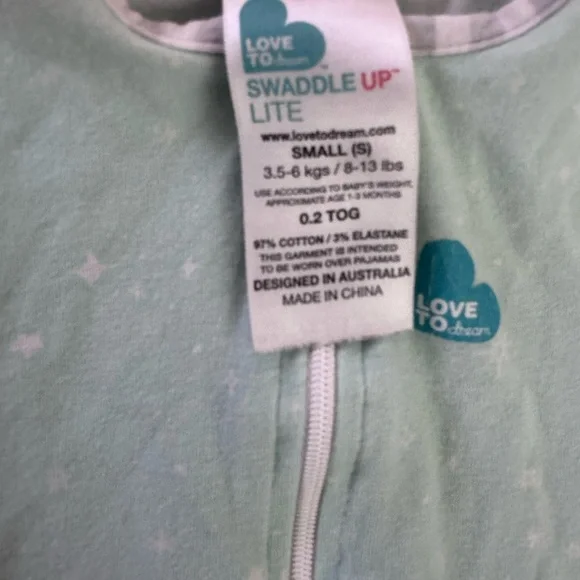 LOVE
TO dream
SWADDLE UP™
LITE
www.lovetodream.com
SMALL (S)
3.5-6 kgs / 8-13 lbs
USE ACCORDING TO BABY'S WEIGHT,
APPROXIMATE AGE 1-3 MONTHS
0.2 TOG
97% COTTON / 3% ELASTANE
THIS GARMENT IS INTENDED
TO BE WORN OVER PAJAMAS
DESIGNED IN AUSTRALIA
MADE IN CHINA
LOVE
TO dream